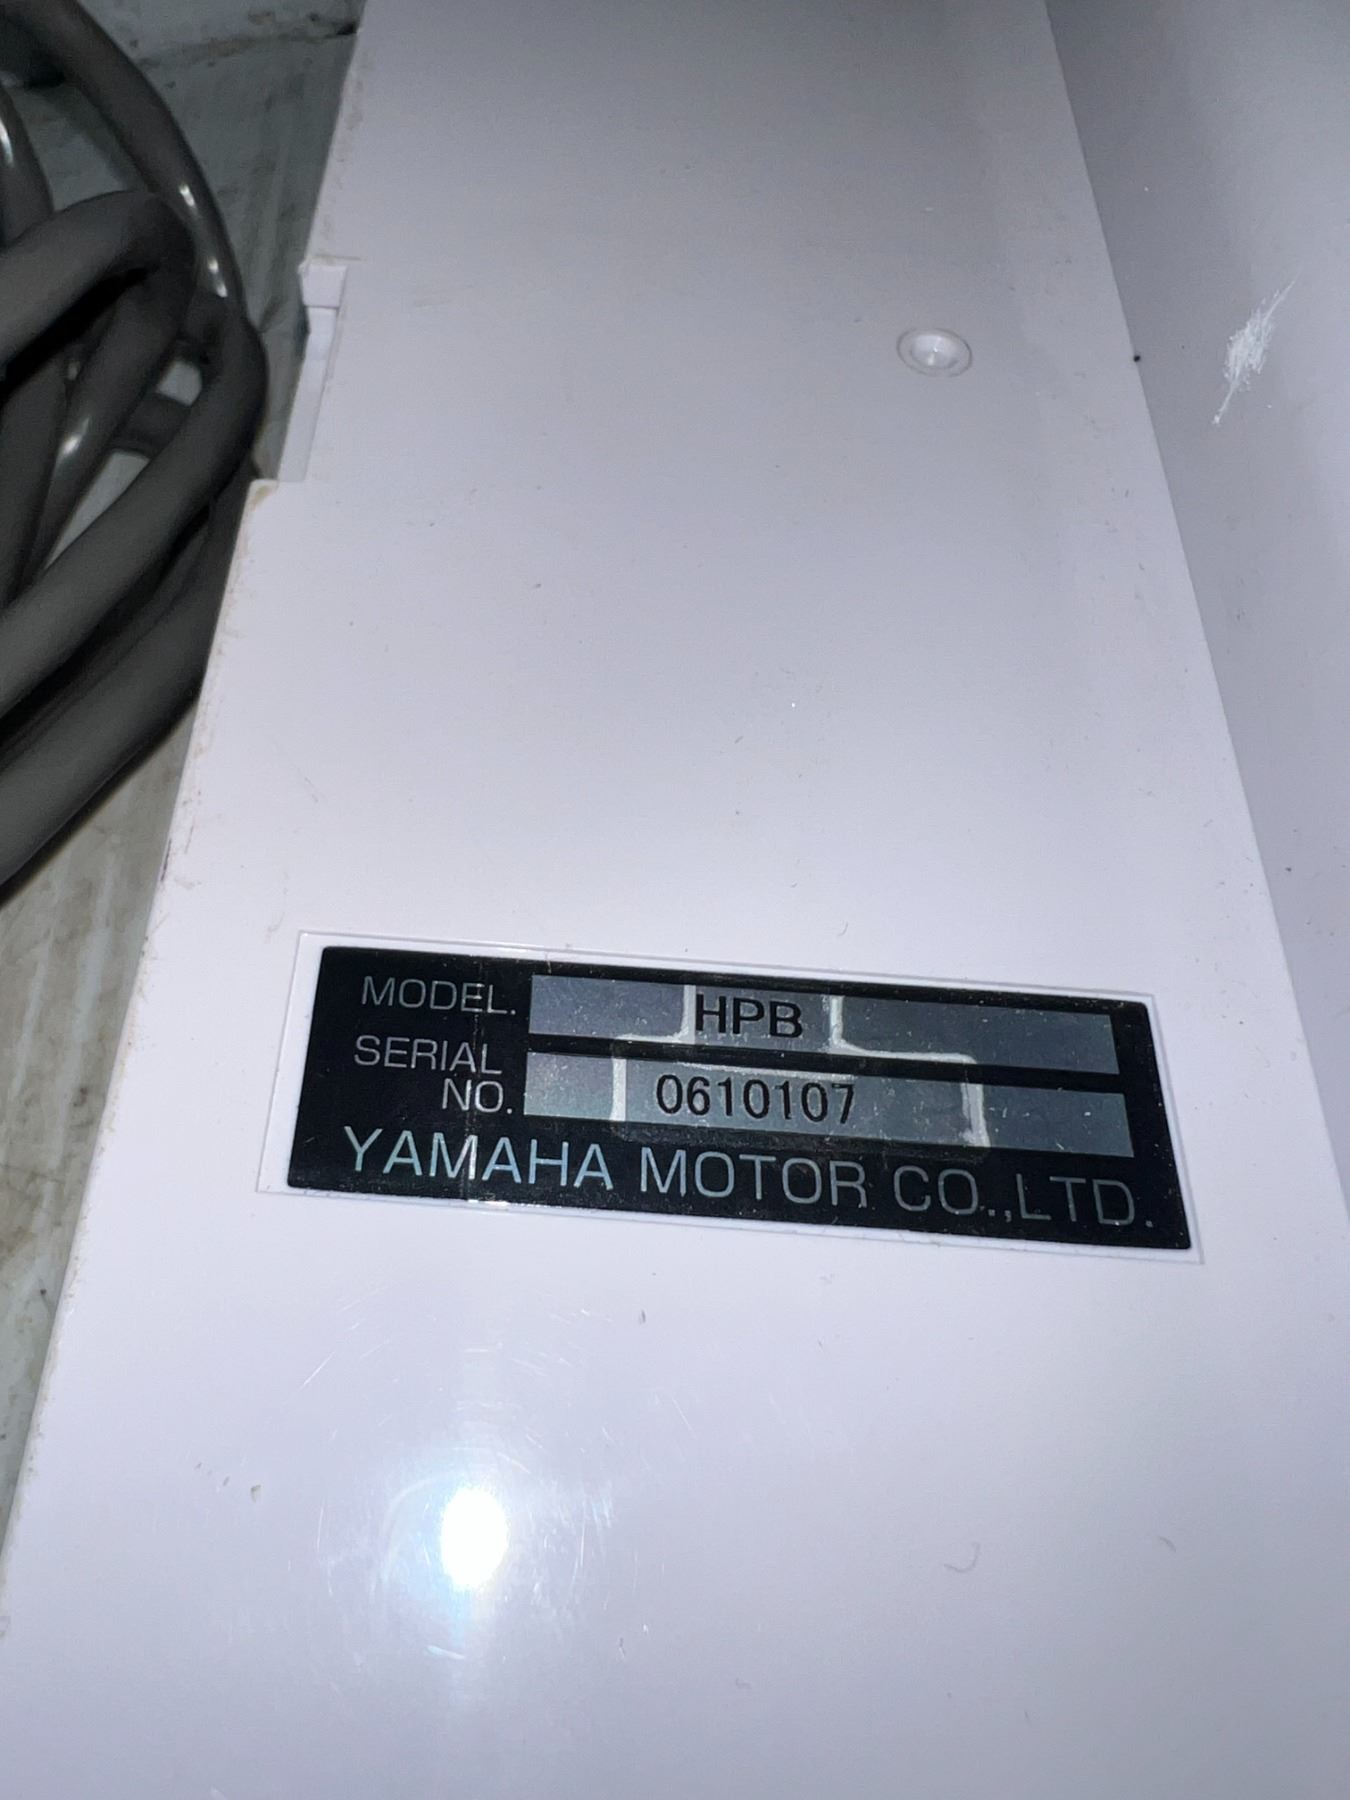 MODEL. HPB
SERIAL
NO. 0610107
YAMAHA MOTOR CO.,LTD.